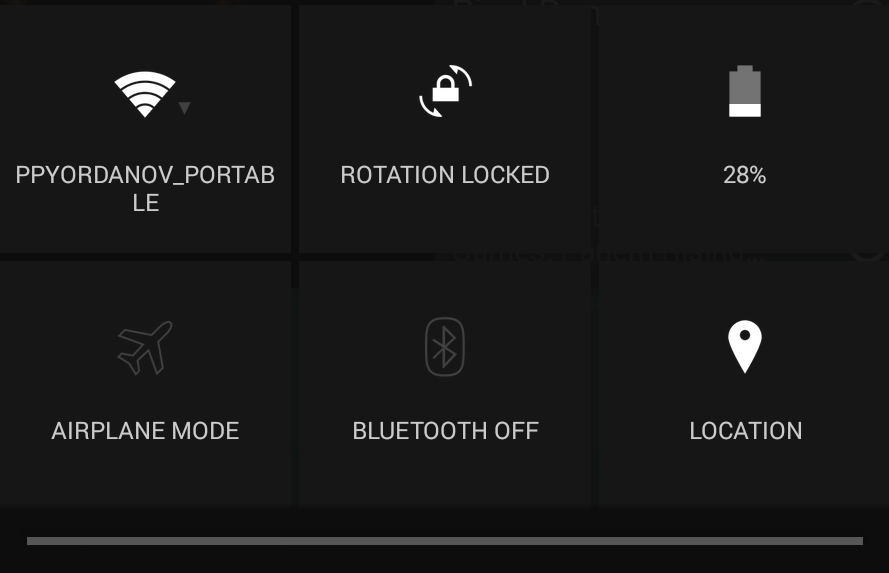 PPYORDANOV_PORTAB
LE
ROTATION LOCKED
28%
AIRPLANE MODE
BLUETOOTH OFF
LOCATION